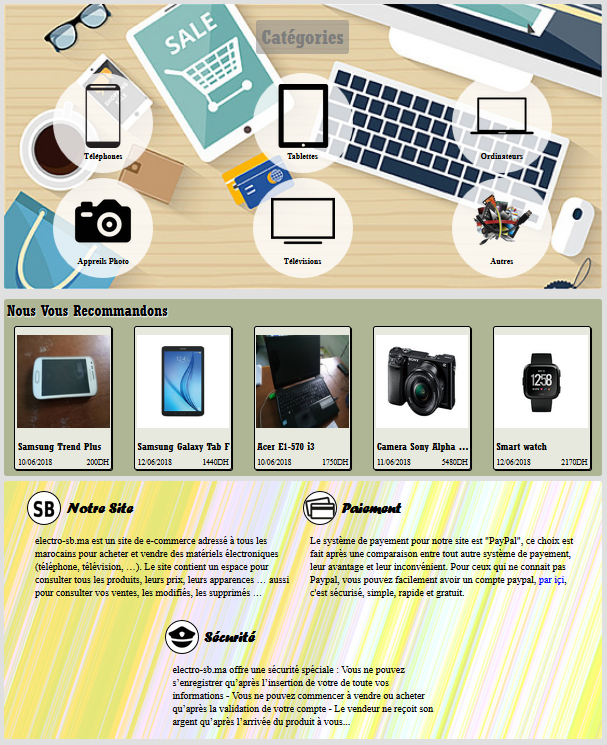 SALE
Catégories
Téléphones
Tablettes
Ordinateurs
Appareils Photo
Télévisions
Autres
Nous Vous Recommandons
SONY
10:58
Samsung Trend Plus
10/06/2018 200DH
Samsung Galaxy Tab F
12/06/2018 1440DH
Acer E1-570 i3
10/06/2018 1750DH
Camera Sony Alpha ...
11/06/2018 5480DH
Smart watch
12/06/2018 2170DH
SB Notre Site
electro-sb.ma est un site de e-commerce adressé à tous les
marocains pour acheter et vendre des matériels électroniques
(téléphone, télévision, …). Le site contient un espace pour
consulter tous les produits, leurs prix, leurs apparences … aussi
pour consulter vos ventes, les modifiés, les supprimés …
Paiement
Le système de payement pour notre site est "PayPal", ce choix est
fait après une comparaison entre tout autre système de payement,
leur avantage et leur inconvénient. Pour ceux qui ne connait pas
Paypal, vous pouvez facilement avoir un compte paypal, par içi,
c'est sécurisé, simple, rapide et gratuit.
Sécurité
electro-sb.ma offre une sécurité spéciale : Vous ne pouvez
s’enregistrer qu’après l’insertion de votre de toute vos
informations - Vous ne pouvez commencer à vendre ou acheter
qu’après la validation de votre compte - Le vendeur ne reçoit son
argent qu’après l’arrivée du produit à vous...